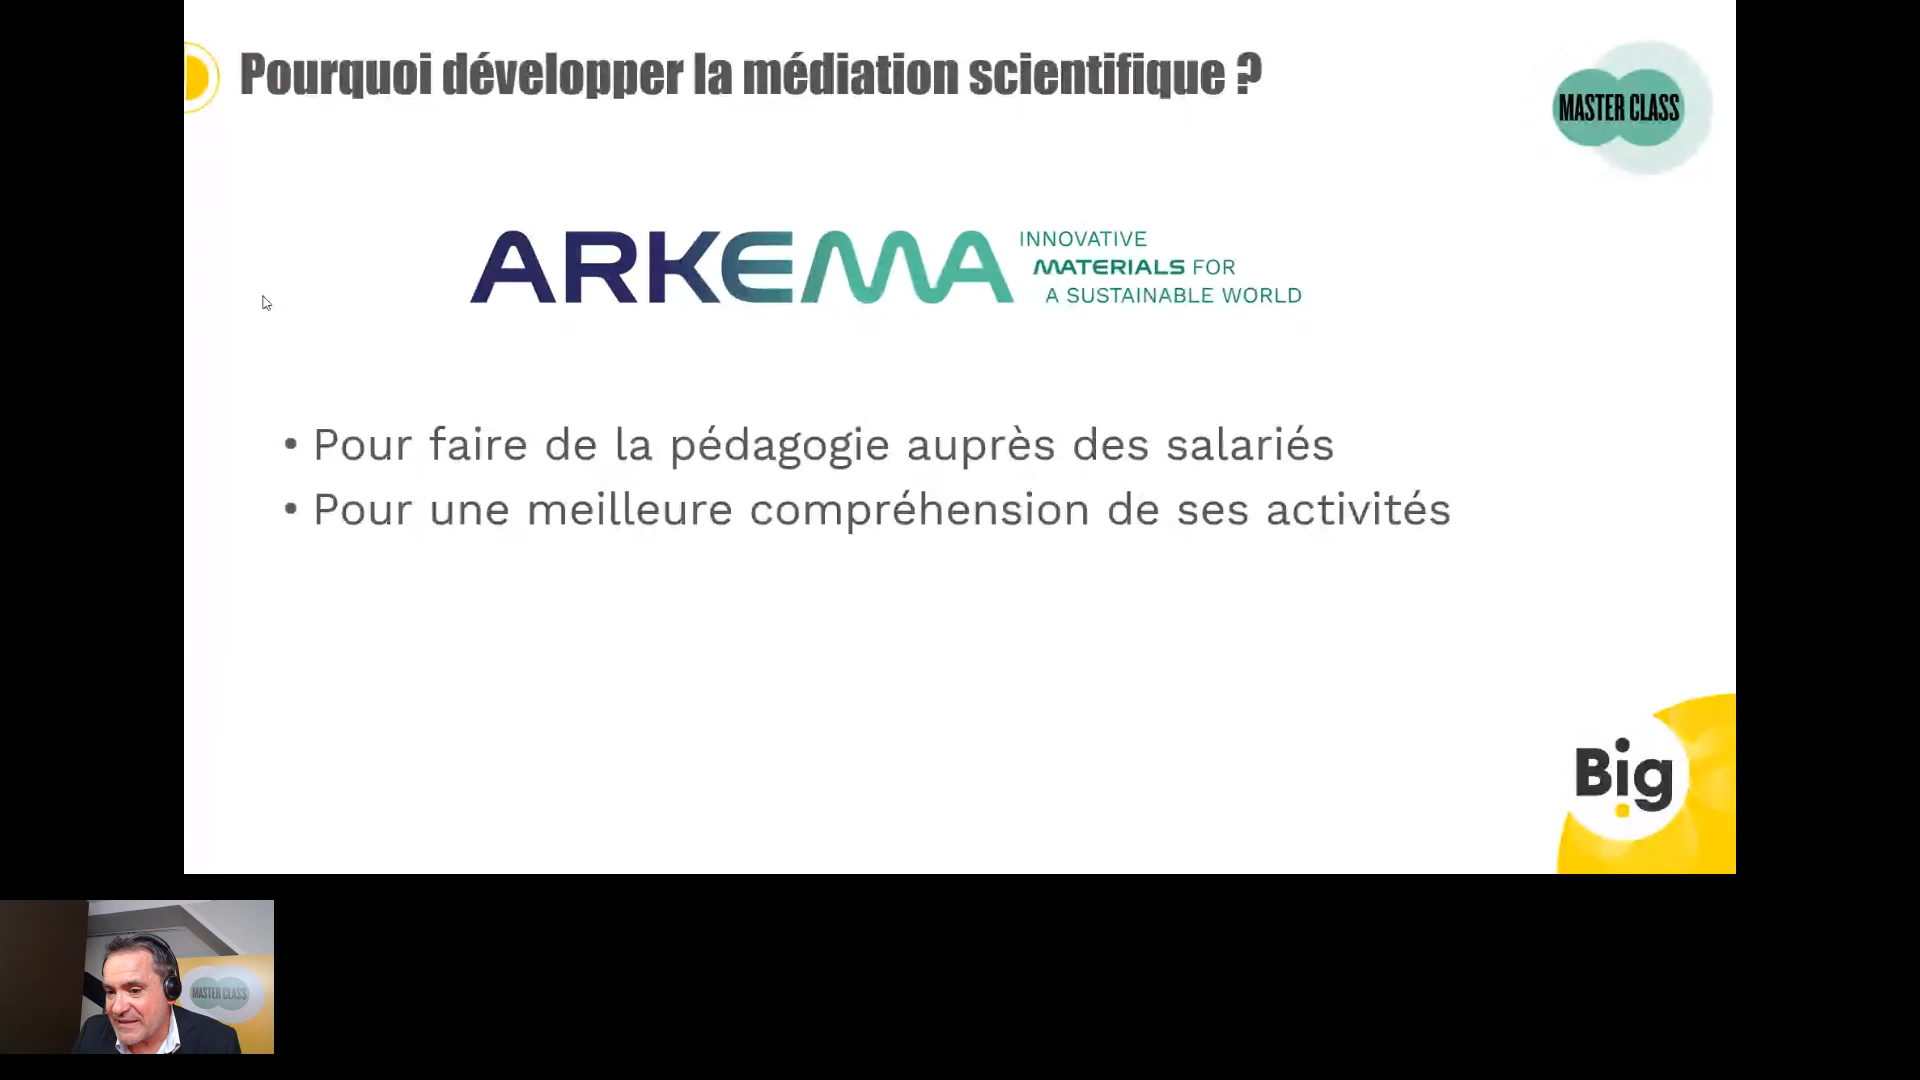 Pourquoi développer la médiation scientifique ?
MASTER CLASS
ARKEMA
INNOVATIVE
MATERIALS FOR
A SUSTAINABLE WORLD
• Pour faire de la pédagogie auprès des salariés
• Pour une meilleure compréhension de ses activités
Big
MASTER CLASS